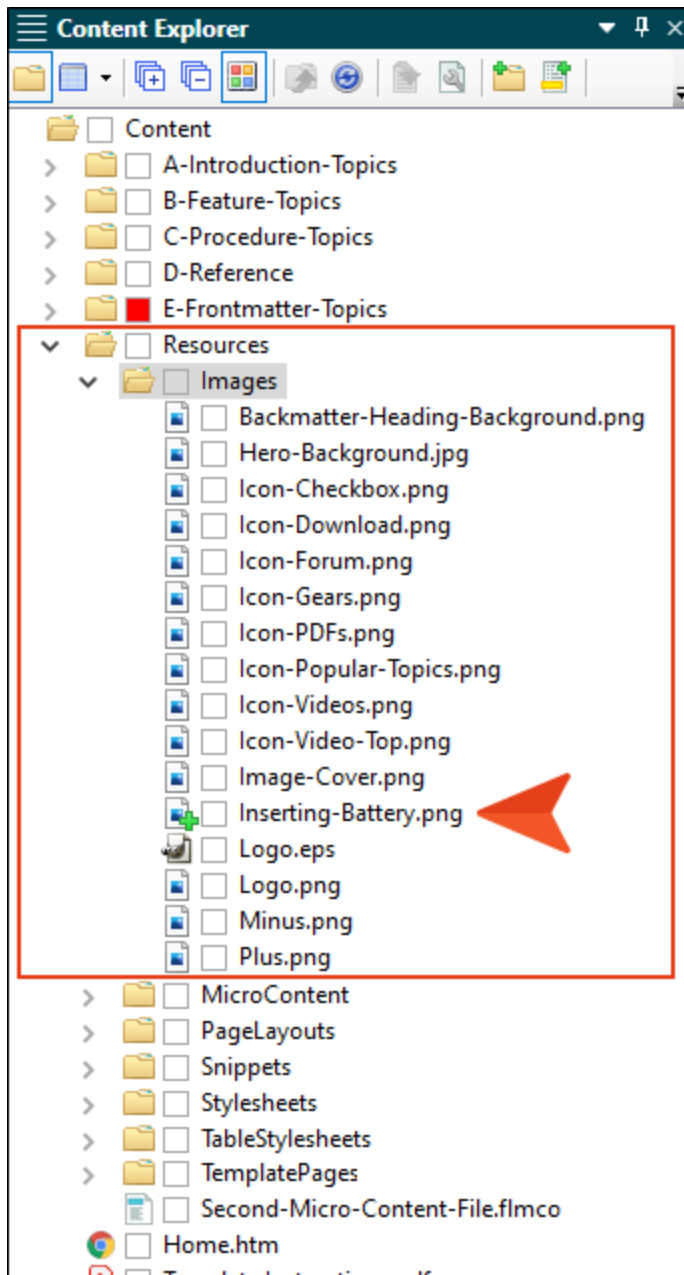 Content Explorer
Content
A-Introduction-Topics
B-Feature-Topics
C-Procedure-Topics
D-Reference
E-Frontmatter-Topics
Resources
Images
Backmatter-Heading-Background.png
Hero-Background.jpg
Icon-Checkbox.png
Icon-Download.png
Icon-Forum.png
Icon-Gears.png
Icon-PDFs.png
Icon-Popular-Topics.png
Icon-Videos.png
Icon-Video-Top.png
Image-Cover.png
Inserting-Battery.png
Logo.eps
Logo.png
Minus.png
Plus.png
MicroContent
PageLayouts
Snippets
Stylesheets
TableStylesheets
TemplatePages
Second-Micro-Content-File.flmco
Home.htm